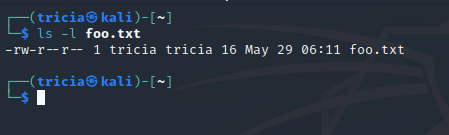 ┌──(tricia㉿kali)-[~]
└─$ ls -l foo.txt
-rw-r--r-- 1 tricia tricia 16 May 29 06:11 foo.txt
┌──(tricia㉿kali)-[~]
└─$